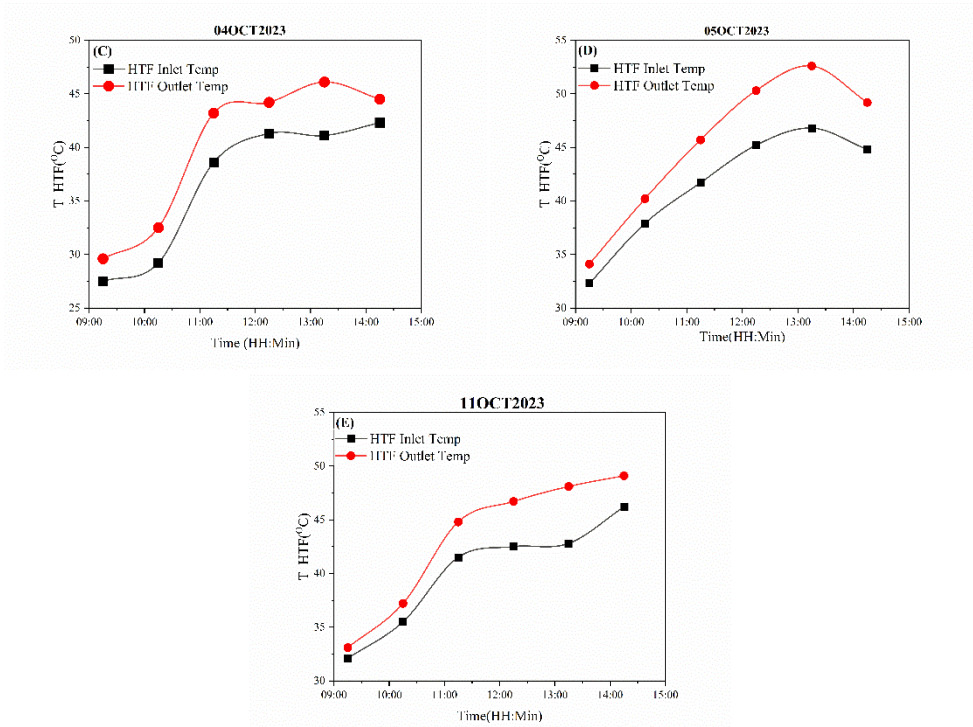 04OCT2023
(C)
HTF Inlet Temp
HTF Outlet Temp
50
45
40
35
30
25
T HTF(OC)
09:00 10:00 11:00 12:00 13:00 14:00 15:00
Time (HH:Min)
05OCT2023
(D)
HTF Inlet Temp
HTF Outlet Temp
55
50
45
40
35
30
T HTF(OC)
09:00 10:00 11:00 12:00 13:00 14:00 15:00
Time(HH:Min)
11OCT2023
(E)
HTF Inlet Temp
HTF Outlet Temp
55
50
45
40
35
30
T HTF(OC)
09:00 10:00 11:00 12:00 13:00 14:00 15:00
Time(HH:Min)